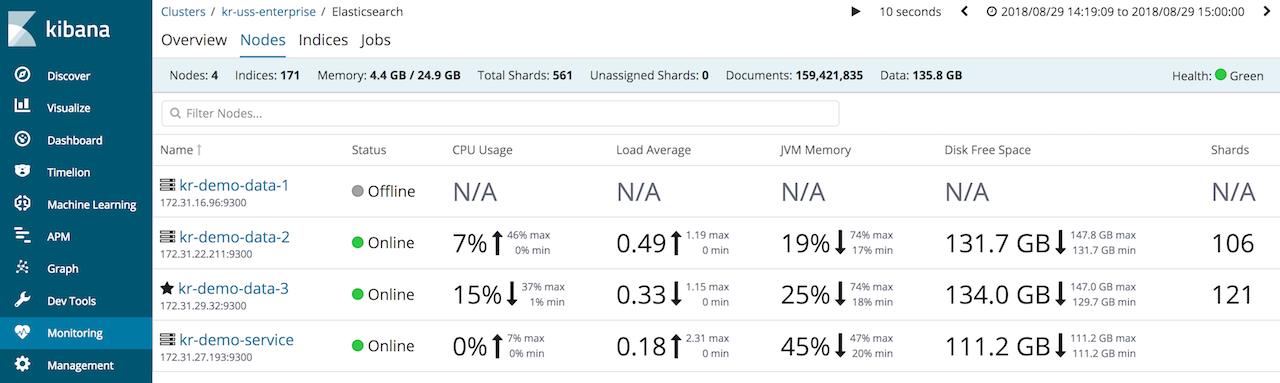 kibana
Discover
Visualize
Dashboard
Timelion
Machine Learning
APM
Graph
Dev Tools
Monitoring
Management
Clusters / kr-uss-enterprise / Elasticsearch
10 seconds 2018/08/29 14:19:09 to 2018/08/29 15:00:00
Overview Nodes Indices Jobs
Nodes: 4 Indices: 171 Memory: 4.4 GB / 24.9 GB Total Shards: 561 Unassigned Shards: 0 Documents: 159,421,835 Data: 135.8 GB Health: Green
Filter Nodes...
Name Status CPU Usage Load Average JVM Memory Disk Free Space Shards
kr-demo-data-1 Offline N/A N/A N/A N/A N/A
172.31.16.96:9300
kr-demo-data-2 Online 7% 46% max 0.49 1.19 max 19% 74% max 131.7 GB 147.8 GB max 106
172.31.22.211:9300 0% min 0 min 17% min 131.7 GB min
kr-demo-data-3 Online 15% 37% max 0.33 1.15 max 25% 74% max 134.0 GB 147.0 GB max 121
172.31.29.32:9300 1% min 0 min 18% min 129.7 GB min
kr-demo-service Online 0% 7% max 0.18 2.31 max 45% 47% max 111.2 GB 111.2 GB max
172.31.27.193:9300 0% min 0 min 20% min 111.2 GB min